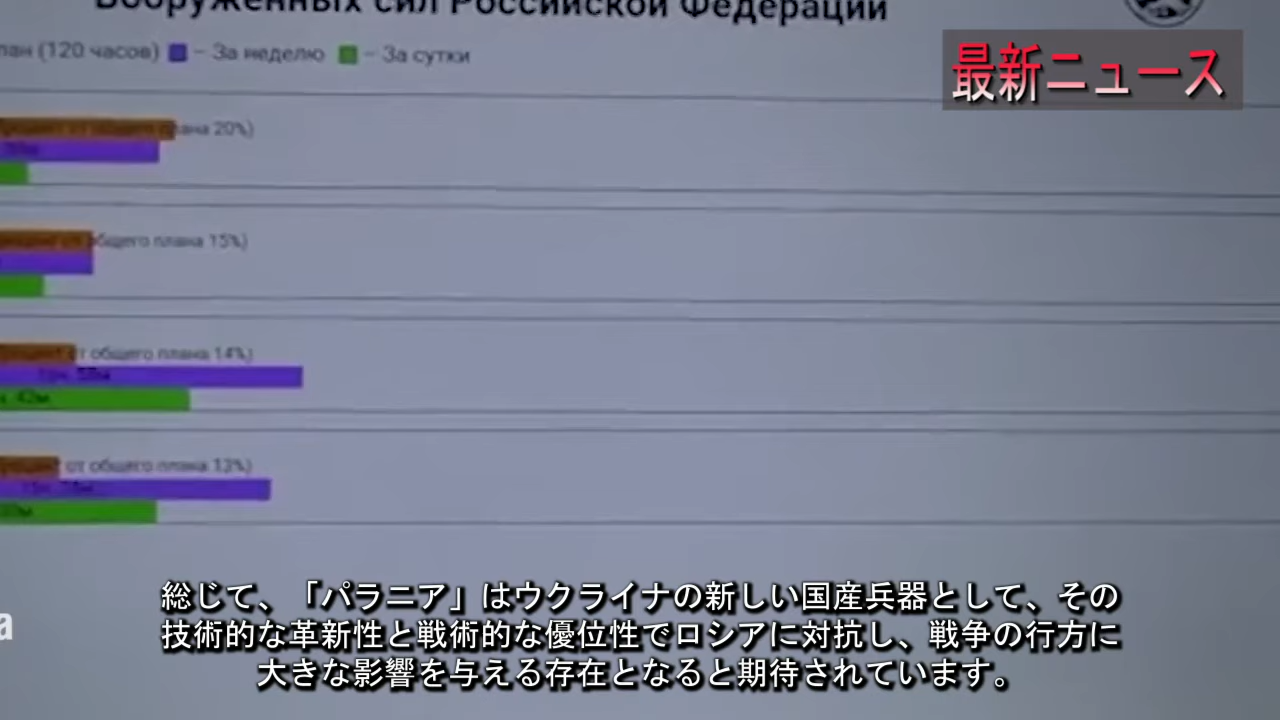 Вооруженных сил Российской Федерации
план (120 часов) – За неделю – За сутки
最新ニュース
общего плана 20%)
общего плана 15%)
от общего плана 14%)
от общего плана 13%)
総じて、「パラニア」はウクライナの新しい国産兵器として、その
技術的な革新性と戦術的な優位性でロシアに対抗し、戦争の行方に
大きな影響を与える存在となると期待されています。